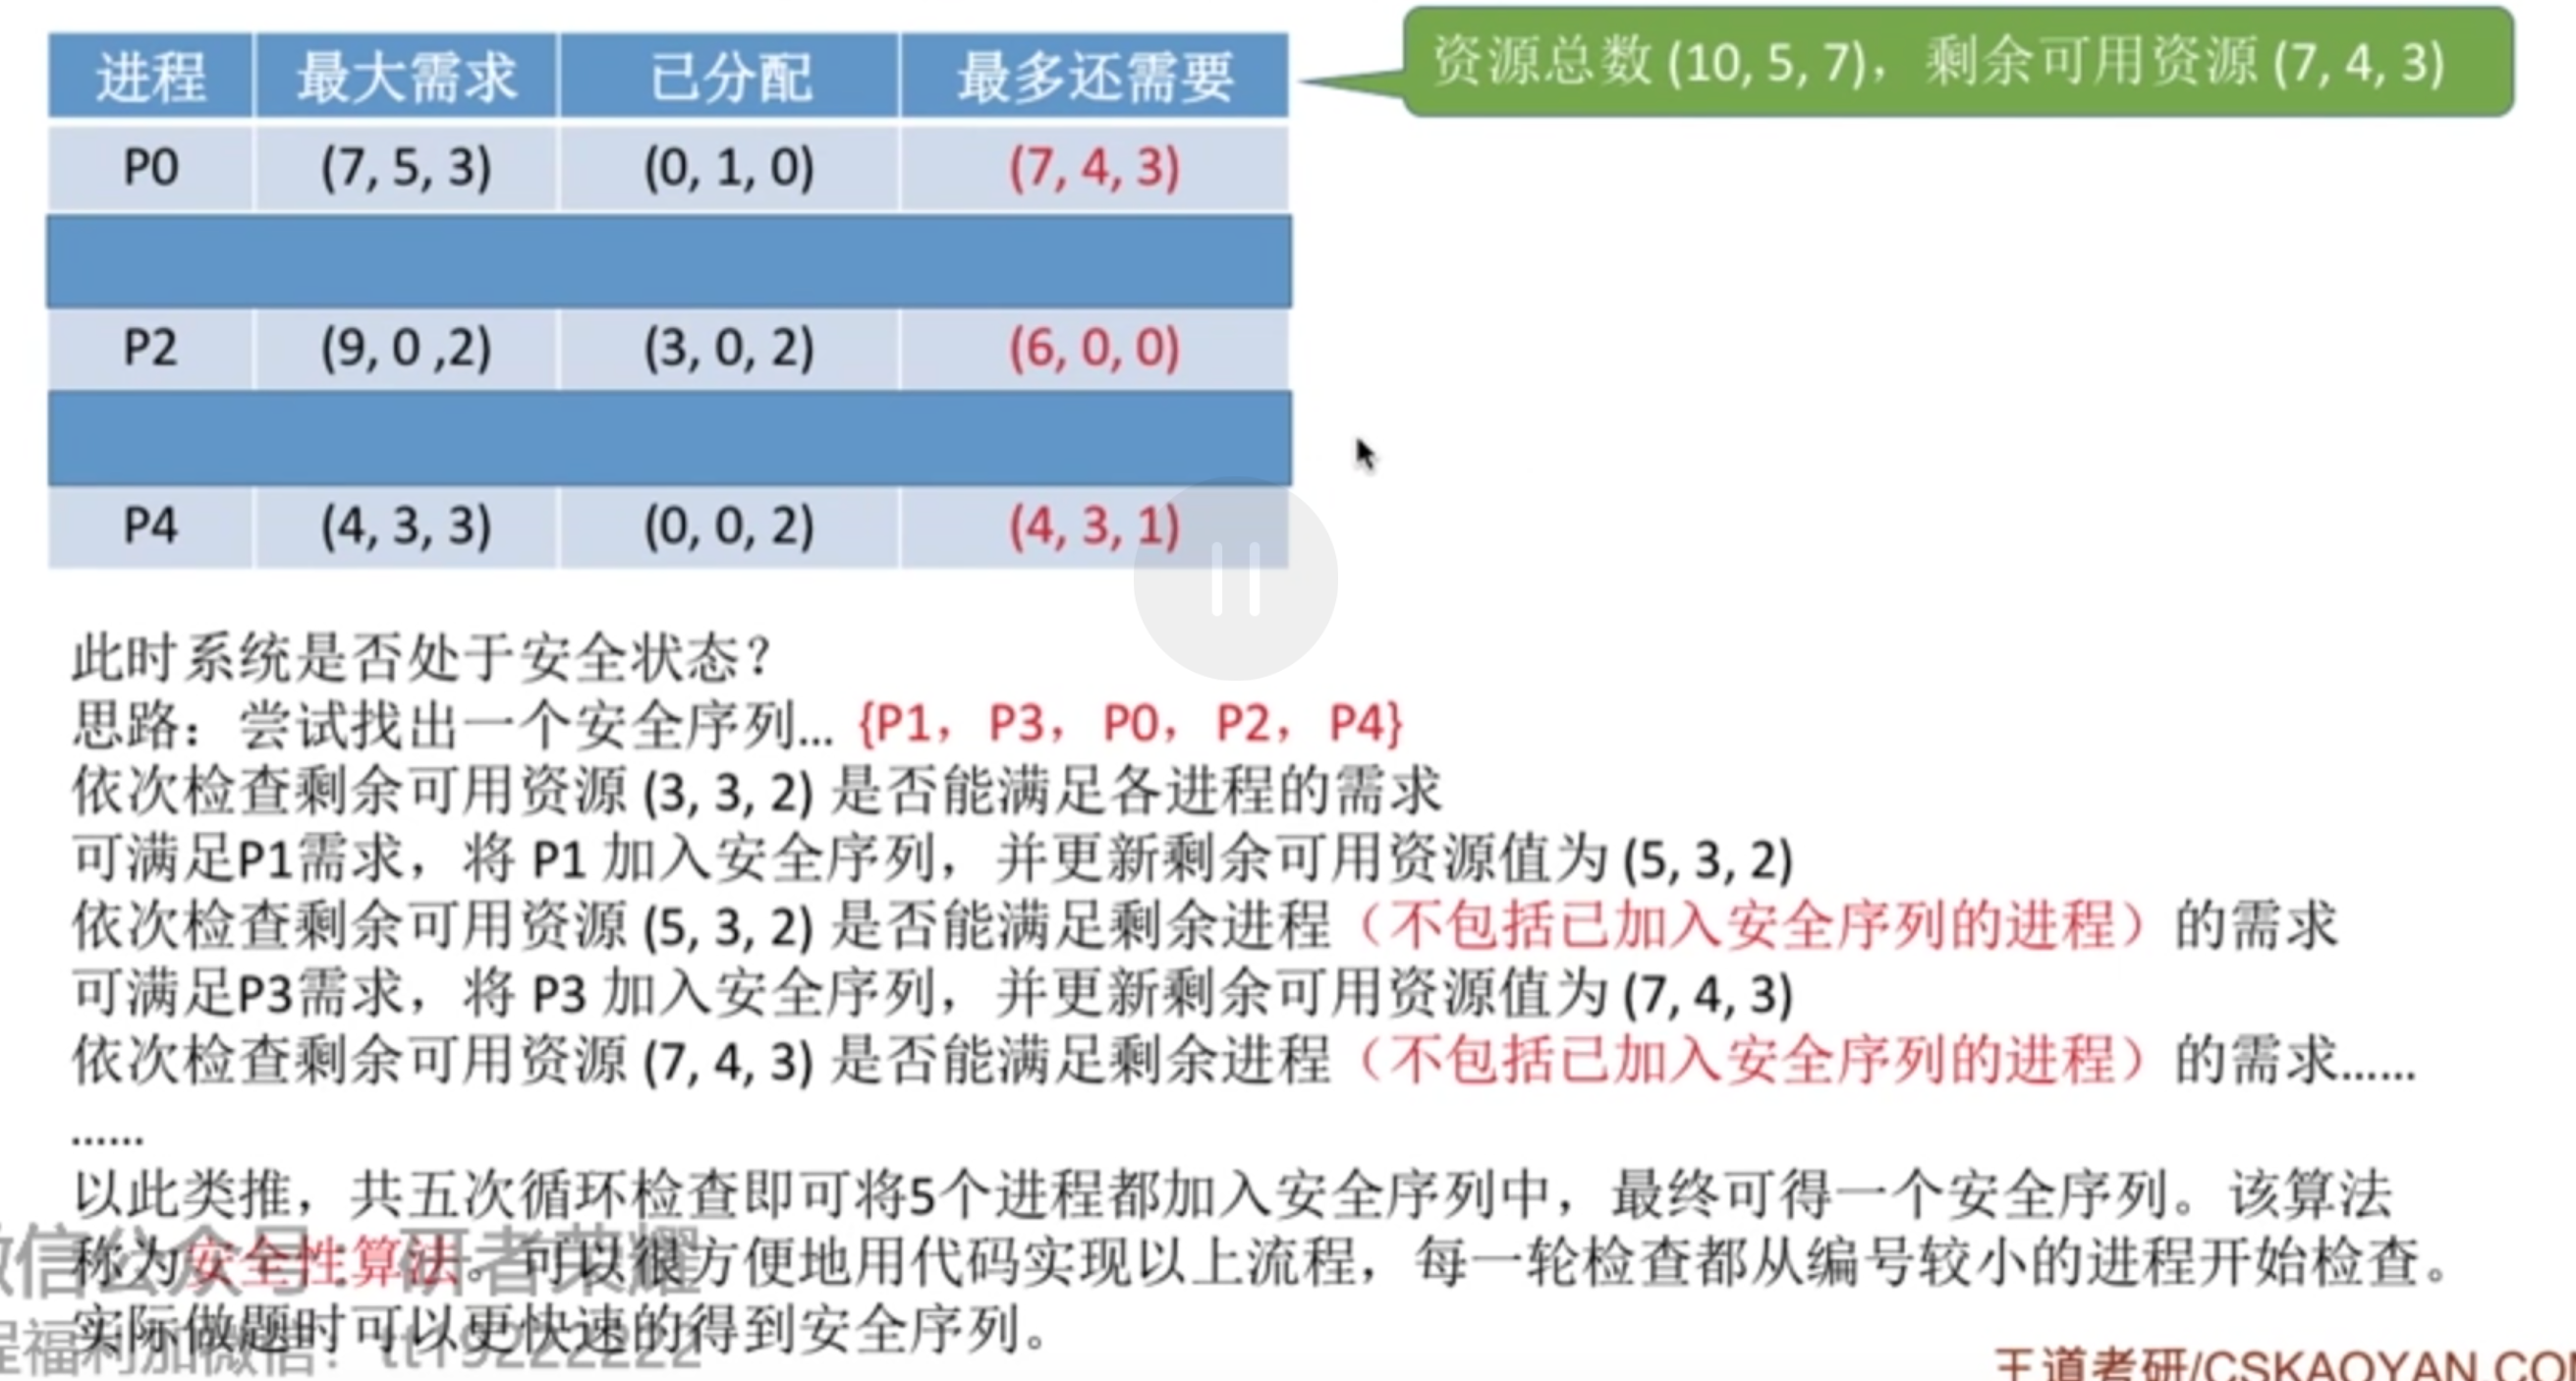 进程 最大需求 已分配 最多还需要
资源总数 (10, 5, 7)，剩余可用资源 (7, 4, 3)
P0 (7, 5, 3) (0, 1, 0) (7, 4, 3)
P2 (9, 0 ,2) (3, 0, 2) (6, 0, 0)
P4 (4, 3, 3) (0, 0, 2) (4, 3, 1)
此时系统是否处于安全状态？
思路：尝试找出一个安全序列... {P1，P3，P0，P2，P4}
依次检查剩余可用资源 (3, 3, 2) 是否能满足各进程的需求
可满足P1需求，将 P1 加入安全序列，并更新剩余可用资源值为 (5, 3, 2)
依次检查剩余可用资源 (5, 3, 2) 是否能满足剩余进程（不包括已加入安全序列的进程）的需求
可满足P3需求，将 P3 加入安全序列，并更新剩余可用资源值为 (7, 4, 3)
依次检查剩余可用资源 (7, 4, 3) 是否能满足剩余进程（不包括已加入安全序列的进程）的需求......
......
以此类推，共五次循环检查即可将5个进程都加入安全序列中，最终可得一个安全序列。该算法
称为安全性算法。可以很方便地用代码实现以上流程，每一轮检查都从编号较小的进程开始检查。
实际做题时可以更快速的得到安全序列。
微信公众号：研者荣耀
程福利加微信：
王道考研/CSKAOYAN.COM